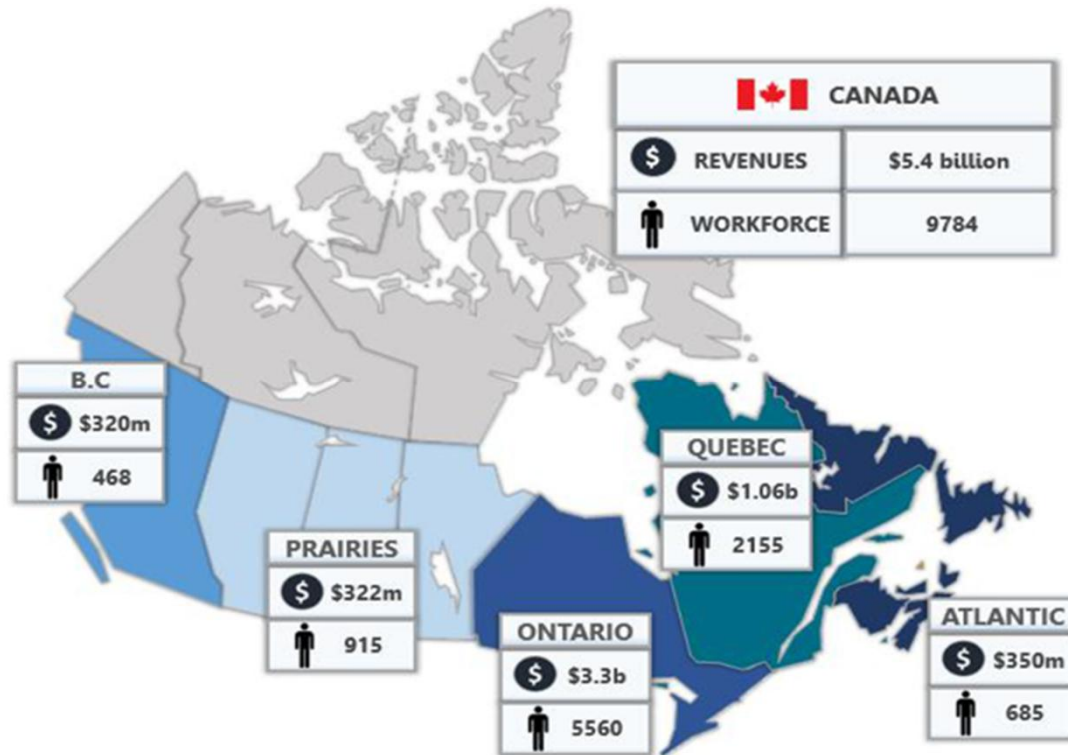 CANADA
$ REVENUES $5.4 billion
WORKFORCE 9784
B.C
$ $320m
468
QUEBEC
$ $1.06b
2155
PRAIRIES
$ $322m
915
ONTARIO
$ $3.3b
5560
ATLANTIC
$ $350m
685